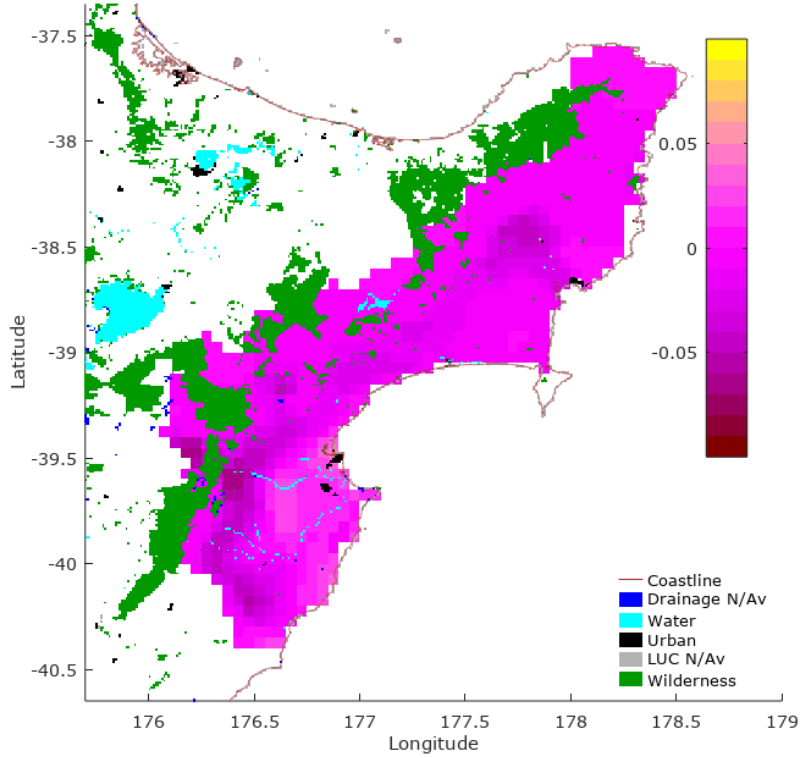 -37.5
-38
-38.5
-39
-39.5
-40
-40.5
Latitude
176
176.5
177
177.5
178
178.5
179
Longitude
0.05
0
-0.05
Coastline
Drainage N/Av
Water
Urban
LUC N/Av
Wilderness